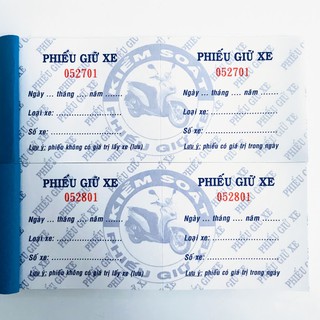 PHIẾU GIỮ XE
052701
Ngày ... tháng ... năm ......
Loại xe:
Số xe:
Lưu ý: phiếu không có giá trị lấy xe (lưu)
PHIẾU GIỮ XE
052701
Ngày ... tháng ... năm ......
Loại xe:
Số xe:
Lưu ý: phiếu có giá trị trong ngày
PHIẾU GIỮ XE
052801
Ngày ... tháng ... năm ......
Loại xe:
Số xe:
Lưu ý: phiếu không có giá trị lấy xe (lưu)
PHIẾU GIỮ XE
052801
Ngày ... tháng ... năm ......
Loại xe:
Số xe:
Lưu ý: phiếu có giá trị trong ngày